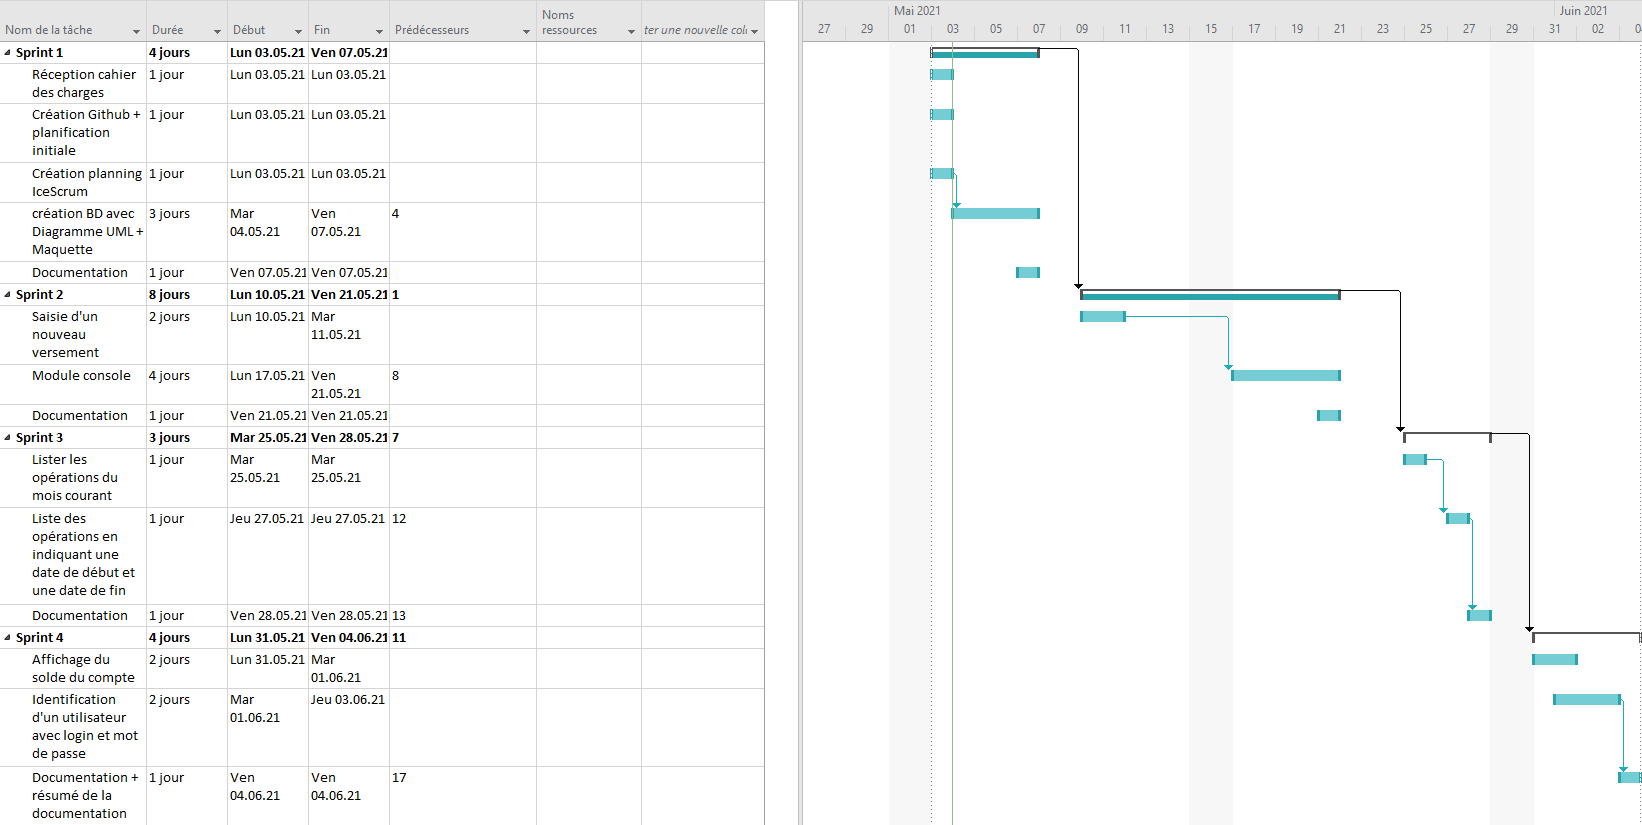 Mai 2021 Juin 2021
Nom de la tâche Durée Début Fin Prédécesseurs Noms ressources ter une nouvelle col
27 29 01 03 05 07 09 11 13 15 17 19 21 23 25 27 29 31 02
Sprint 1 4 jours Lun 03.05.21 Ven 07.05.21
Réception cahier 1 jour Lun 03.05.21 Lun 03.05.21
des charges
Création Github + 1 jour Lun 03.05.21 Lun 03.05.21
planification
initiale
Création planning 1 jour Lun 03.05.21 Lun 03.05.21
IceScrum
création BD avec 3 jours Mar Ven 4
Diagramme UML + 04.05.21 07.05.21
Maquette
Documentation 1 jour Ven 07.05.21 Ven 07.05.21
Sprint 2 8 jours Lun 10.05.21 Ven 21.05.21 1
Saisie d'un 2 jours Lun 10.05.21 Mar
nouveau 11.05.21
versement
Module console 4 jours Lun 17.05.21 Ven 8
21.05.21
Documentation 1 jour Ven 21.05.21 Ven 21.05.21
Sprint 3 3 jours Mar 25.05.21 Ven 28.05.21 7
Lister les 1 jour Mar Mar
opérations du 25.05.21 25.05.21
mois courant
Liste des 1 jour Jeu 27.05.21 Jeu 27.05.21 12
opérations en
indiquant une
date de début et
une date de fin
Documentation 1 jour Ven 28.05.21 Ven 28.05.21 13
Sprint 4 4 jours Lun 31.05.21 Ven 04.06.21 11
Affichage du 2 jours Lun 31.05.21 Mar
solde du compte 01.06.21
Identification 2 jours Mar Jeu 03.06.21
d'un utilisateur 01.06.21
avec login et mot
de passe
Documentation + 1 jour Ven Ven 17
résumé de la 04.06.21 04.06.21
documentation